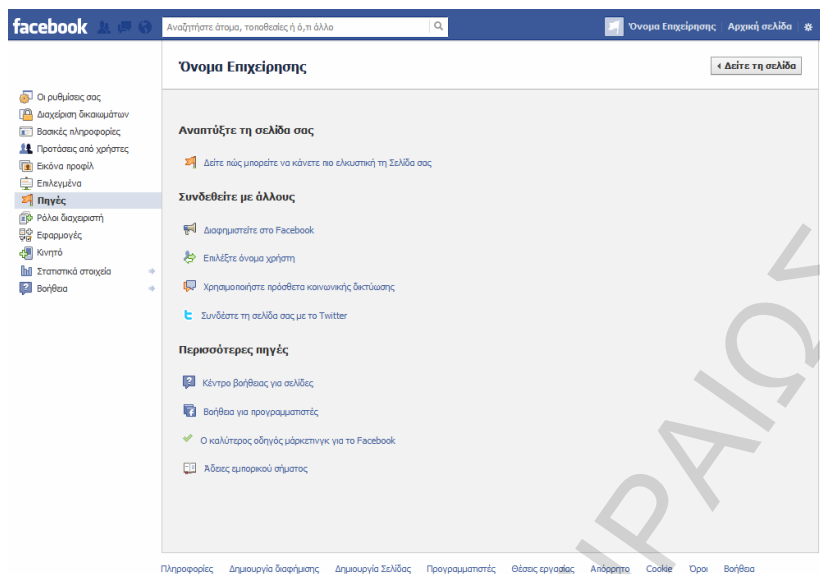 facebook
Αναζητήστε άτομα, τοποθεσίες ή ό,τι άλλο
Όνομα Επιχείρησης
Αρχική σελίδα
Όνομα Επιχείρησης
Δείτε τη σελίδα
Οι ρυθμίσεις σας
Διαχείριση δικαιωμάτων
Βασικές πληροφορίες
Προτάσεις από χρήστες
Εικόνα προφίλ
Επιλεγμένα
Πηγές
Ρόλοι διαχειριστή
Εφαρμογές
Κινητό
Στατιστικά στοιχεία
Βοήθεια
Αναπτύξτε τη σελίδα σας
Δείτε πώς μπορείτε να κάνετε πιο ελκυστική τη Σελίδα σας
Συνδεθείτε με άλλους
Διαφημιστείτε στο Facebook
Επιλέξτε όνομα χρήστη
Χρησιμοποιήστε πρόσθετα κοινωνικής δικτύωσης
Συνδέστε τη σελίδα σας με το Twitter
Περισσότερες πηγές
Κέντρο βοήθειας για σελίδες
Βοήθεια για προγραμματιστές
Ο καλύτερος οδηγός μάρκετινγκ για το Facebook
Άδειες εμπορικού σήματος
Πληροφορίες Δημιουργία διαφήμισης Δημιουργία Σελίδας Προγραμματιστές Θέσεις εργασίας Απόρρητο Cookie Όροι Βοήθεια